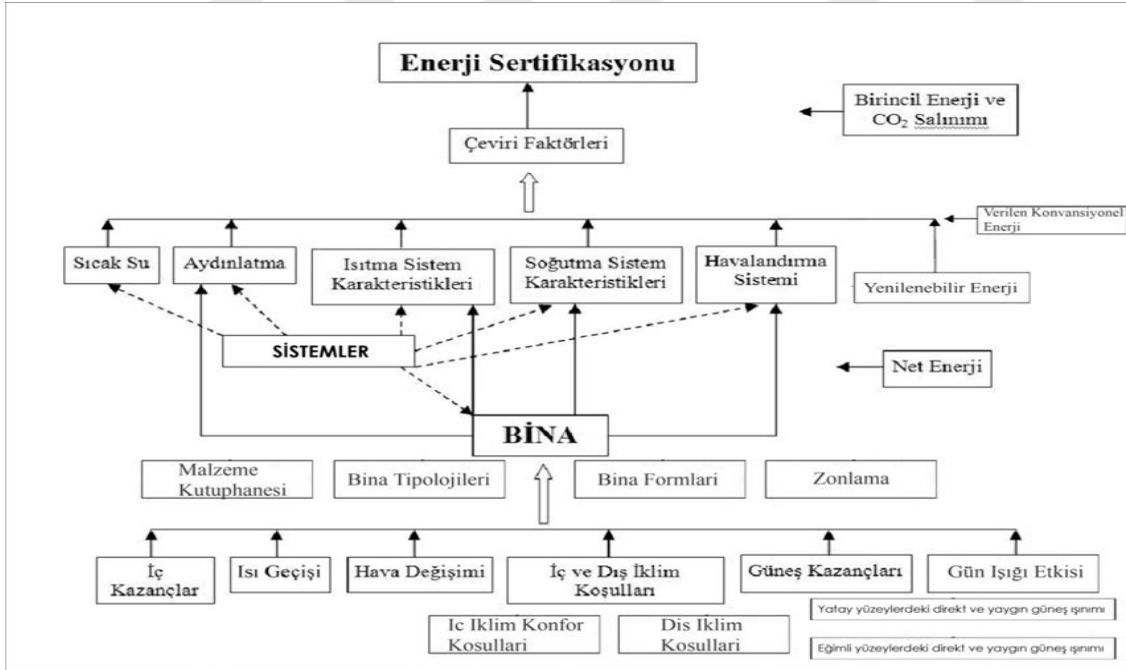 Enerji Sertifikasyonu
Birincil Enerji ve
CO₂ Salınımı
Çeviri Faktörleri
Verilen Konvansiyonel
Enerji
Sıcak Su
Aydınlatma
Isıtma Sistem
Karakteristikleri
Soğutma Sistem
Karakteristikleri
Havalandırma
Sistemi
Yenilenebilir Enerji
SİSTEMLER
Net Enerji
BİNA
Malzeme
Kutuphanesi
Bina Tipolojileri
Bina Formlari
Zonlama
İç
Kazançlar
Isı Geçişi
Hava Değişimi
İç ve Dış İklim
Koşulları
Güneş Kazançları
Gün Işığı Etkisi
Ic Iklim Konfor
Kosullari
Dis Iklim
Kosullari
Yatay yüzeylerdeki direkt ve yaygın güneş ışınımı
Eğimli yüzeylerdeki direkt ve yaygın güneş ışınımı